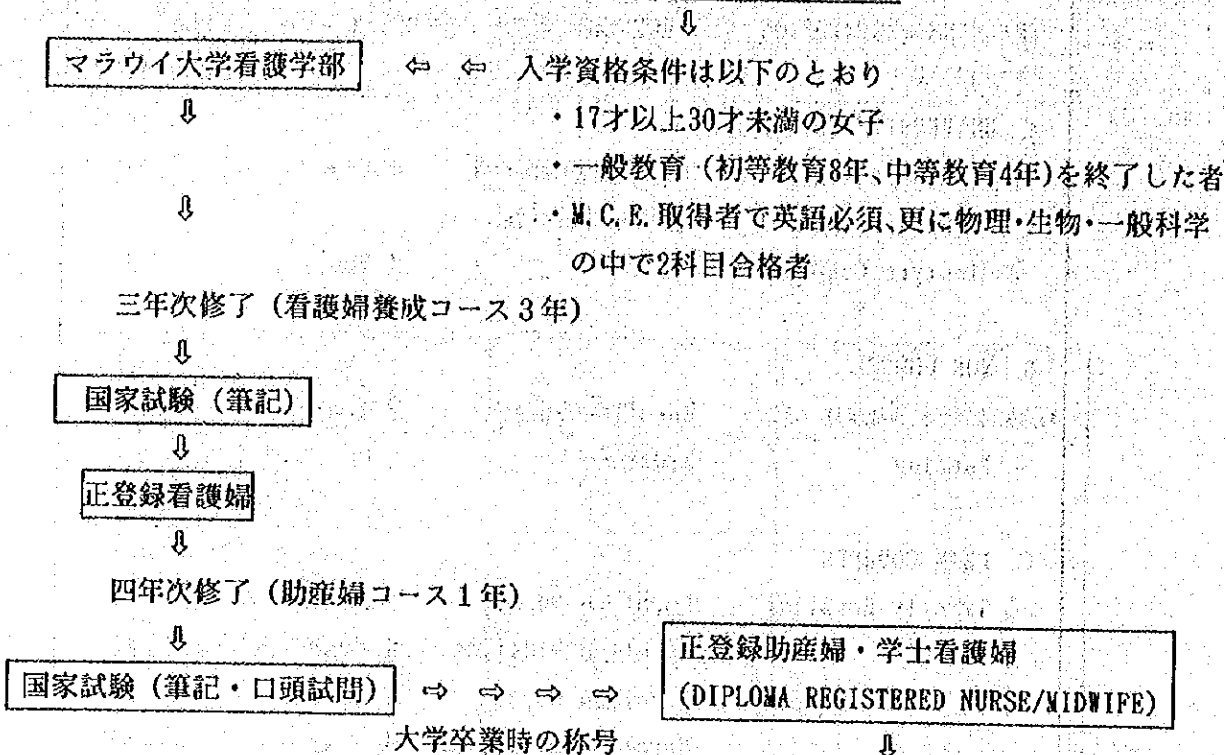 ⇩
マラウイ大学看護学部 ⇦ ⇦ 入学資格条件は以下のとおり
⇩
・17才以上30才未満の女子
・一般教育（初等教育8年、中等教育4年）を終了した者
⇩
・M.C.E.取得者で英語必須、更に物理・生物・一般科学
の中で2科目合格者
三年次修了（看護婦養成コース3年）
⇩
国家試験（筆記）
⇩
正登録看護婦
⇩
四年次修了（助産婦コース1年）
⇩
正登録助産婦・学士看護婦
国家試験（筆記・口頭試問） ⇨ ⇨ ⇨ ⇨ (DIPLOMA REGISTERED NURSE/MIDWIFE)
大学卒業時の称号
⇩